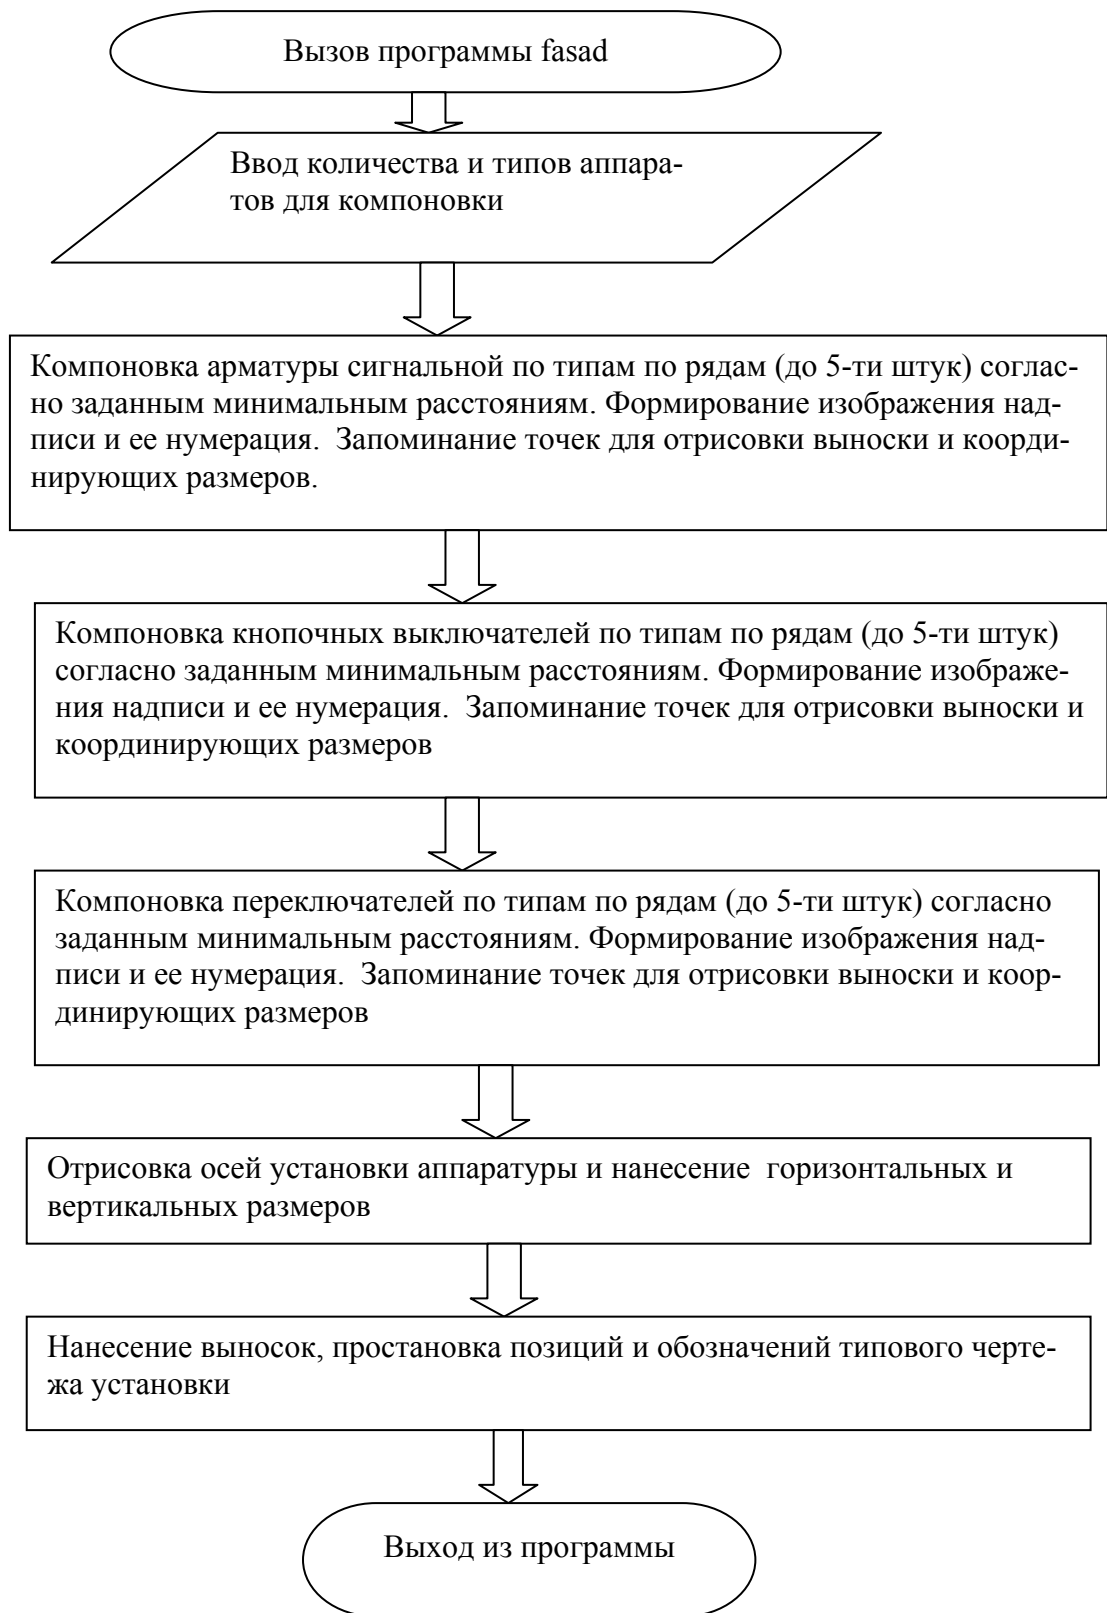 Вызов программы fasad
Ввод количества и типов аппара-
тов для компоновки
Компоновка арматуры сигнальной по типам по рядам (до 5-ти штук) соглас-
но заданным минимальным расстояниям. Формирование изображения над-
писи и ее нумерация.  Запоминание точек для отрисовки выноски и коорди-
нирующих размеров.
Компоновка кнопочных выключателей по типам по рядам (до 5-ти штук)
согласно заданным минимальным расстояниям. Формирование изображе-
ния надписи и ее нумерация.  Запоминание точек для отрисовки выноски и
координирующих размеров
Компоновка переключателей по типам по рядам (до 5-ти штук) согласно
заданным минимальным расстояниям. Формирование изображения над-
писи и ее нумерация.  Запоминание точек для отрисовки выноски и коор-
динирующих размеров
Отрисовка осей установки аппаратуры и нанесение  горизонтальных и
вертикальных размеров
Нанесение выносок, простановка позиций и обозначений типового черте-
жа установки
Выход из программы